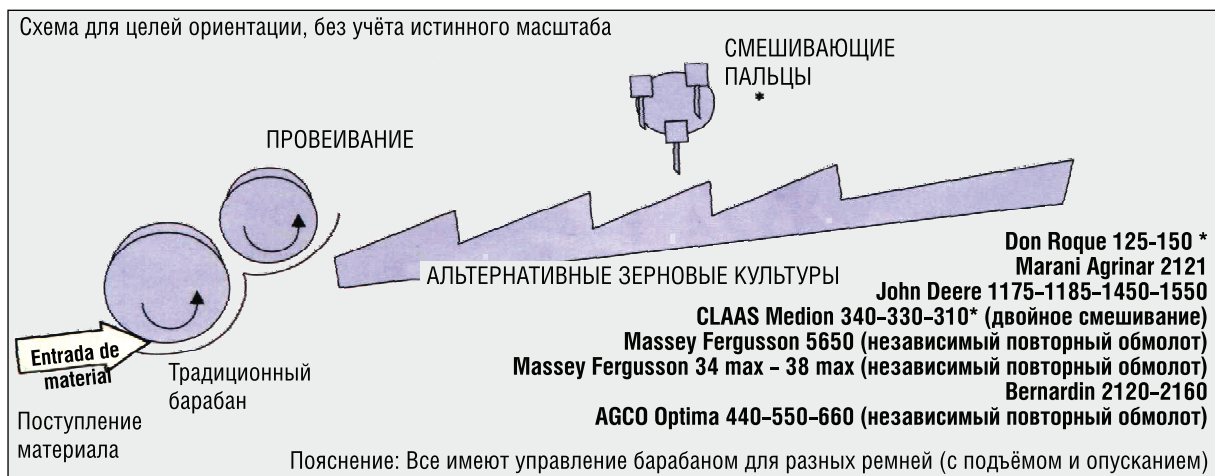 Схема для целей ориентации, без учёта истинного масштаба
СМЕШИВАЮЩИЕ
ПАЛЬЦЫ
*
ПРОВЕИВАНИЕ
АЛЬТЕРНАТИВНЫЕ ЗЕРНОВЫЕ КУЛЬТУРЫ
Entrada de
material
Традиционный
барабан
Поступление
материала
Don Roque 125-150 *
Marani Agrinar 2121
John Deere 1175–1185–1450–1550
CLAAS Medion 340–330–310* (двойное смешивание)
Massey Fergusson 5650 (независимый повторный обмолот)
Massey Fergusson 34 max – 38 max (независимый повторный обмолот)
Bernardin 2120–2160
AGCO Optima 440–550–660 (независимый повторный обмолот)
Пояснение: Все имеют управление барабаном для разных ремней (с подъёмом и опусканием)